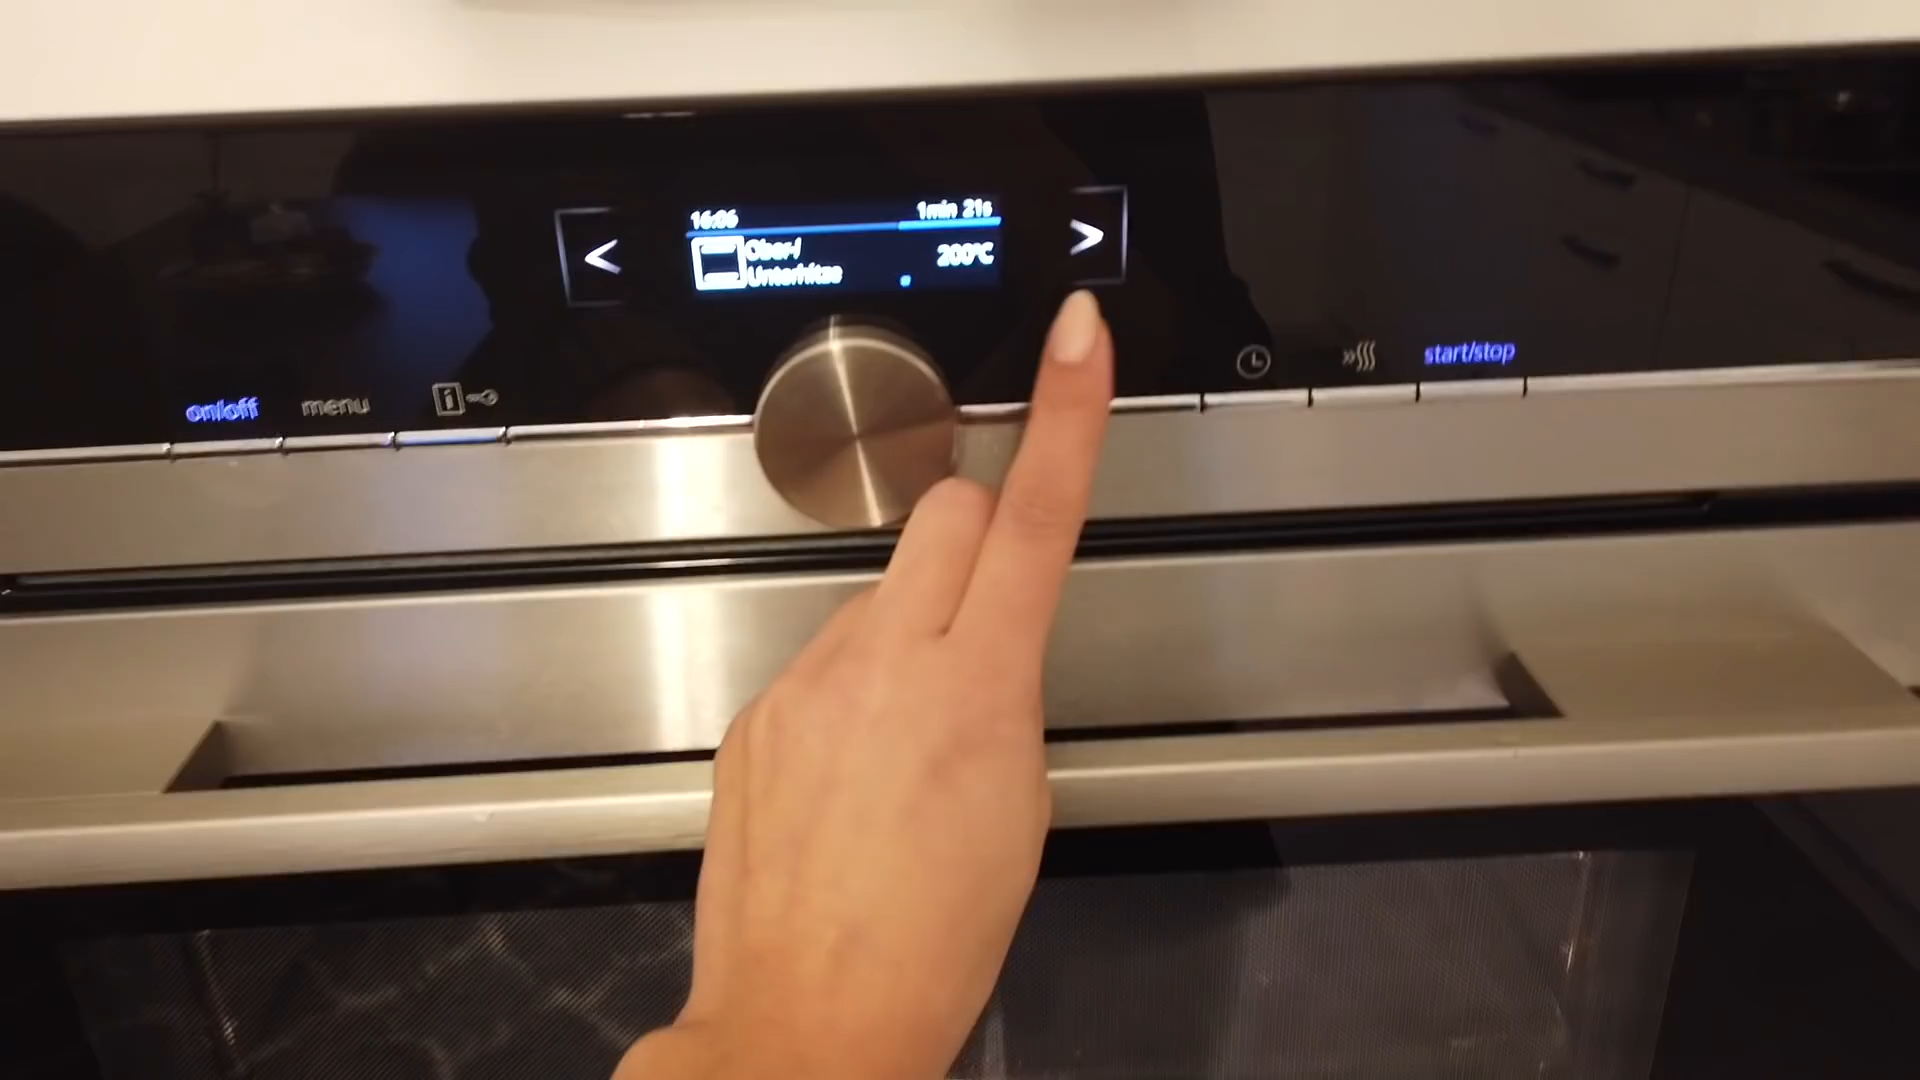 16:06 1min 21s
< Ober-/ 200°C >
Unterhitze
on/off menu i start/stop